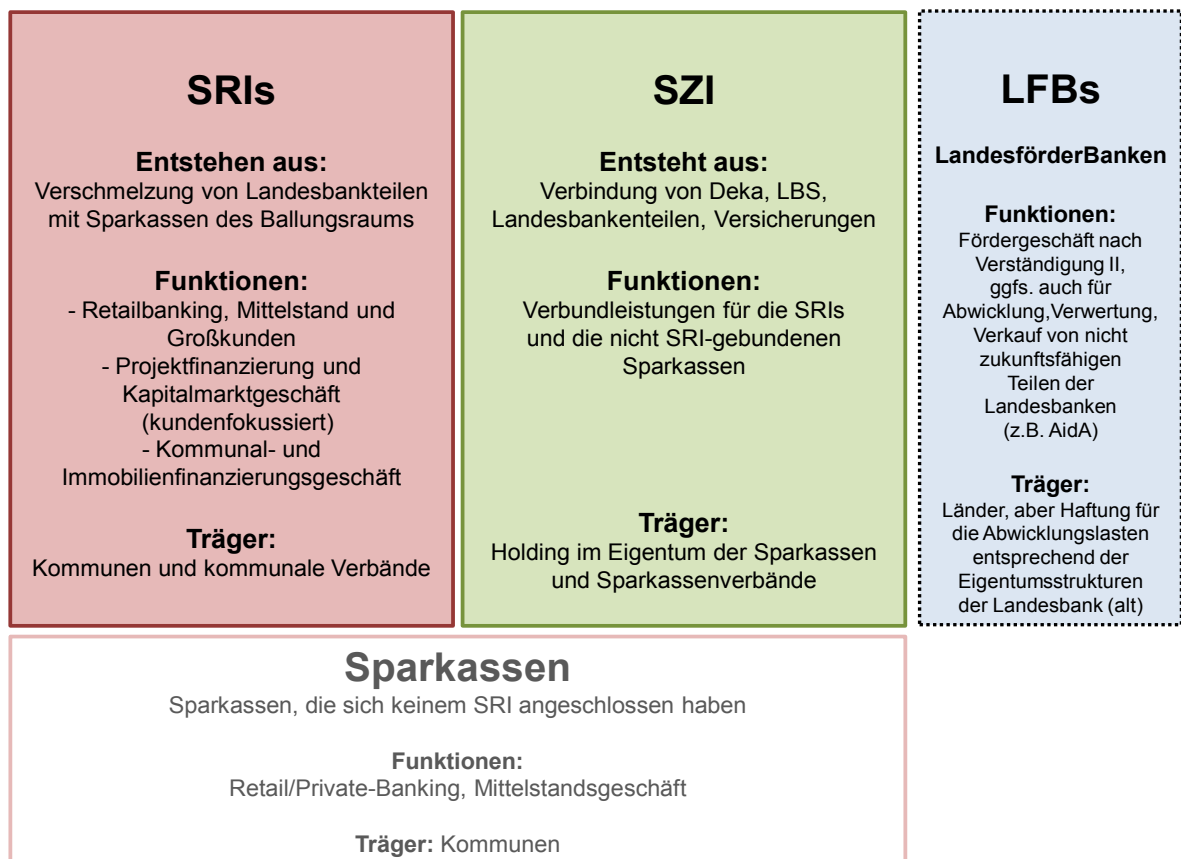 SRIs
Entstehen aus:
Verschmelzung von Landesbankteilen
mit Sparkassen des Ballungsraums
Funktionen:
- Retailbanking, Mittelstand und
Großkunden
- Projektfinanzierung und
Kapitalmarktgeschäft
(kundenfokussiert)
- Kommunal- und
Immobilienfinanzierungsgeschäft
Träger:
Kommunen und kommunale Verbände
SZI
Entsteht aus:
Verbindung von Deka, LBS,
Landesbankenteilen, Versicherungen
Funktionen:
Verbundleistungen für die SRIs
und die nicht SRI-gebundenen
Sparkassen
Träger:
Holding im Eigentum der Sparkassen
und Sparkassenverbände
LFBs
LandesförderBanken
Funktionen:
Fördergeschäft nach
Verständigung II,
ggfs. auch für
Abwicklung,Verwertung,
Verkauf von nicht
zukunftsfähigen
Teilen der
Landesbanken
(z.B. AidA)
Träger:
Länder, aber Haftung für
die Abwicklungslasten
entsprechend der
Eigentumsstrukturen
der Landesbank (alt)
Sparkassen
Sparkassen, die sich keinem SRI angeschlossen haben
Funktionen:
Retail/Private-Banking, Mittelstandsgeschäft
Träger: Kommunen